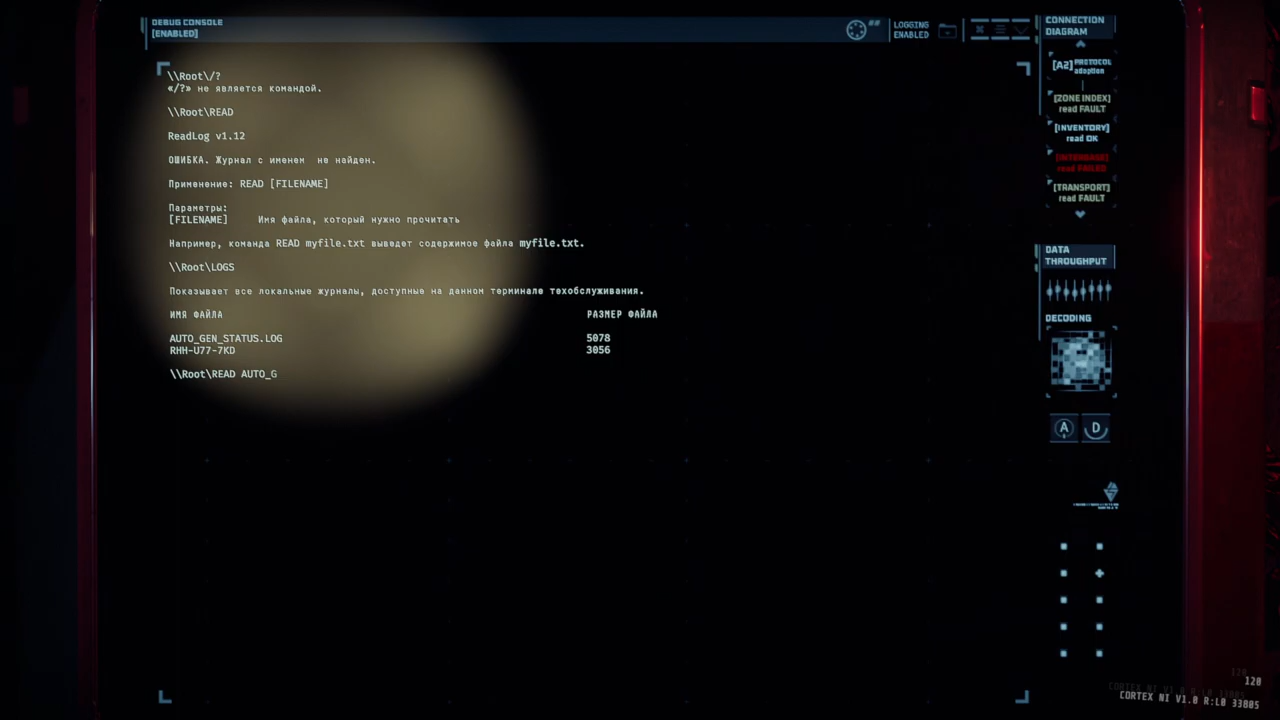 DEBUG CONSOLE
[ENABLED]
LOGGING
ENABLED
\\Root\/?
«/?» не является командой.
\\Root\READ
ReadLog v1.12
ОШИБКА. Журнал с именем  не найден.
Применение: READ [FILENAME]
Параметры:
[FILENAME]     Имя файла, который нужно прочитать
Например, команда READ myfile.txt выведет содержимое файла myfile.txt.
\\Root\LOGS
Показывает все локальные журналы, доступные на данном терминале техобслуживания.
ИМЯ ФАЙЛА РАЗМЕР ФАЙЛА
AUTO_GEN_STATUS.LOG 5078
RHH-U77-7KD 3056
\\Root\READ AUTO_G
CONNECTION
DIAGRAM
[A2] PROTOCOL
adaption
[ZONE INDEX]
read FAULT
[INVENTORY]
read OK
read FAILED
[TRANSPORT]
read FAULT
DATA
THROUGHPUT
DECODING
A D
120
CORTEX NI V1.0 R:L0 33805